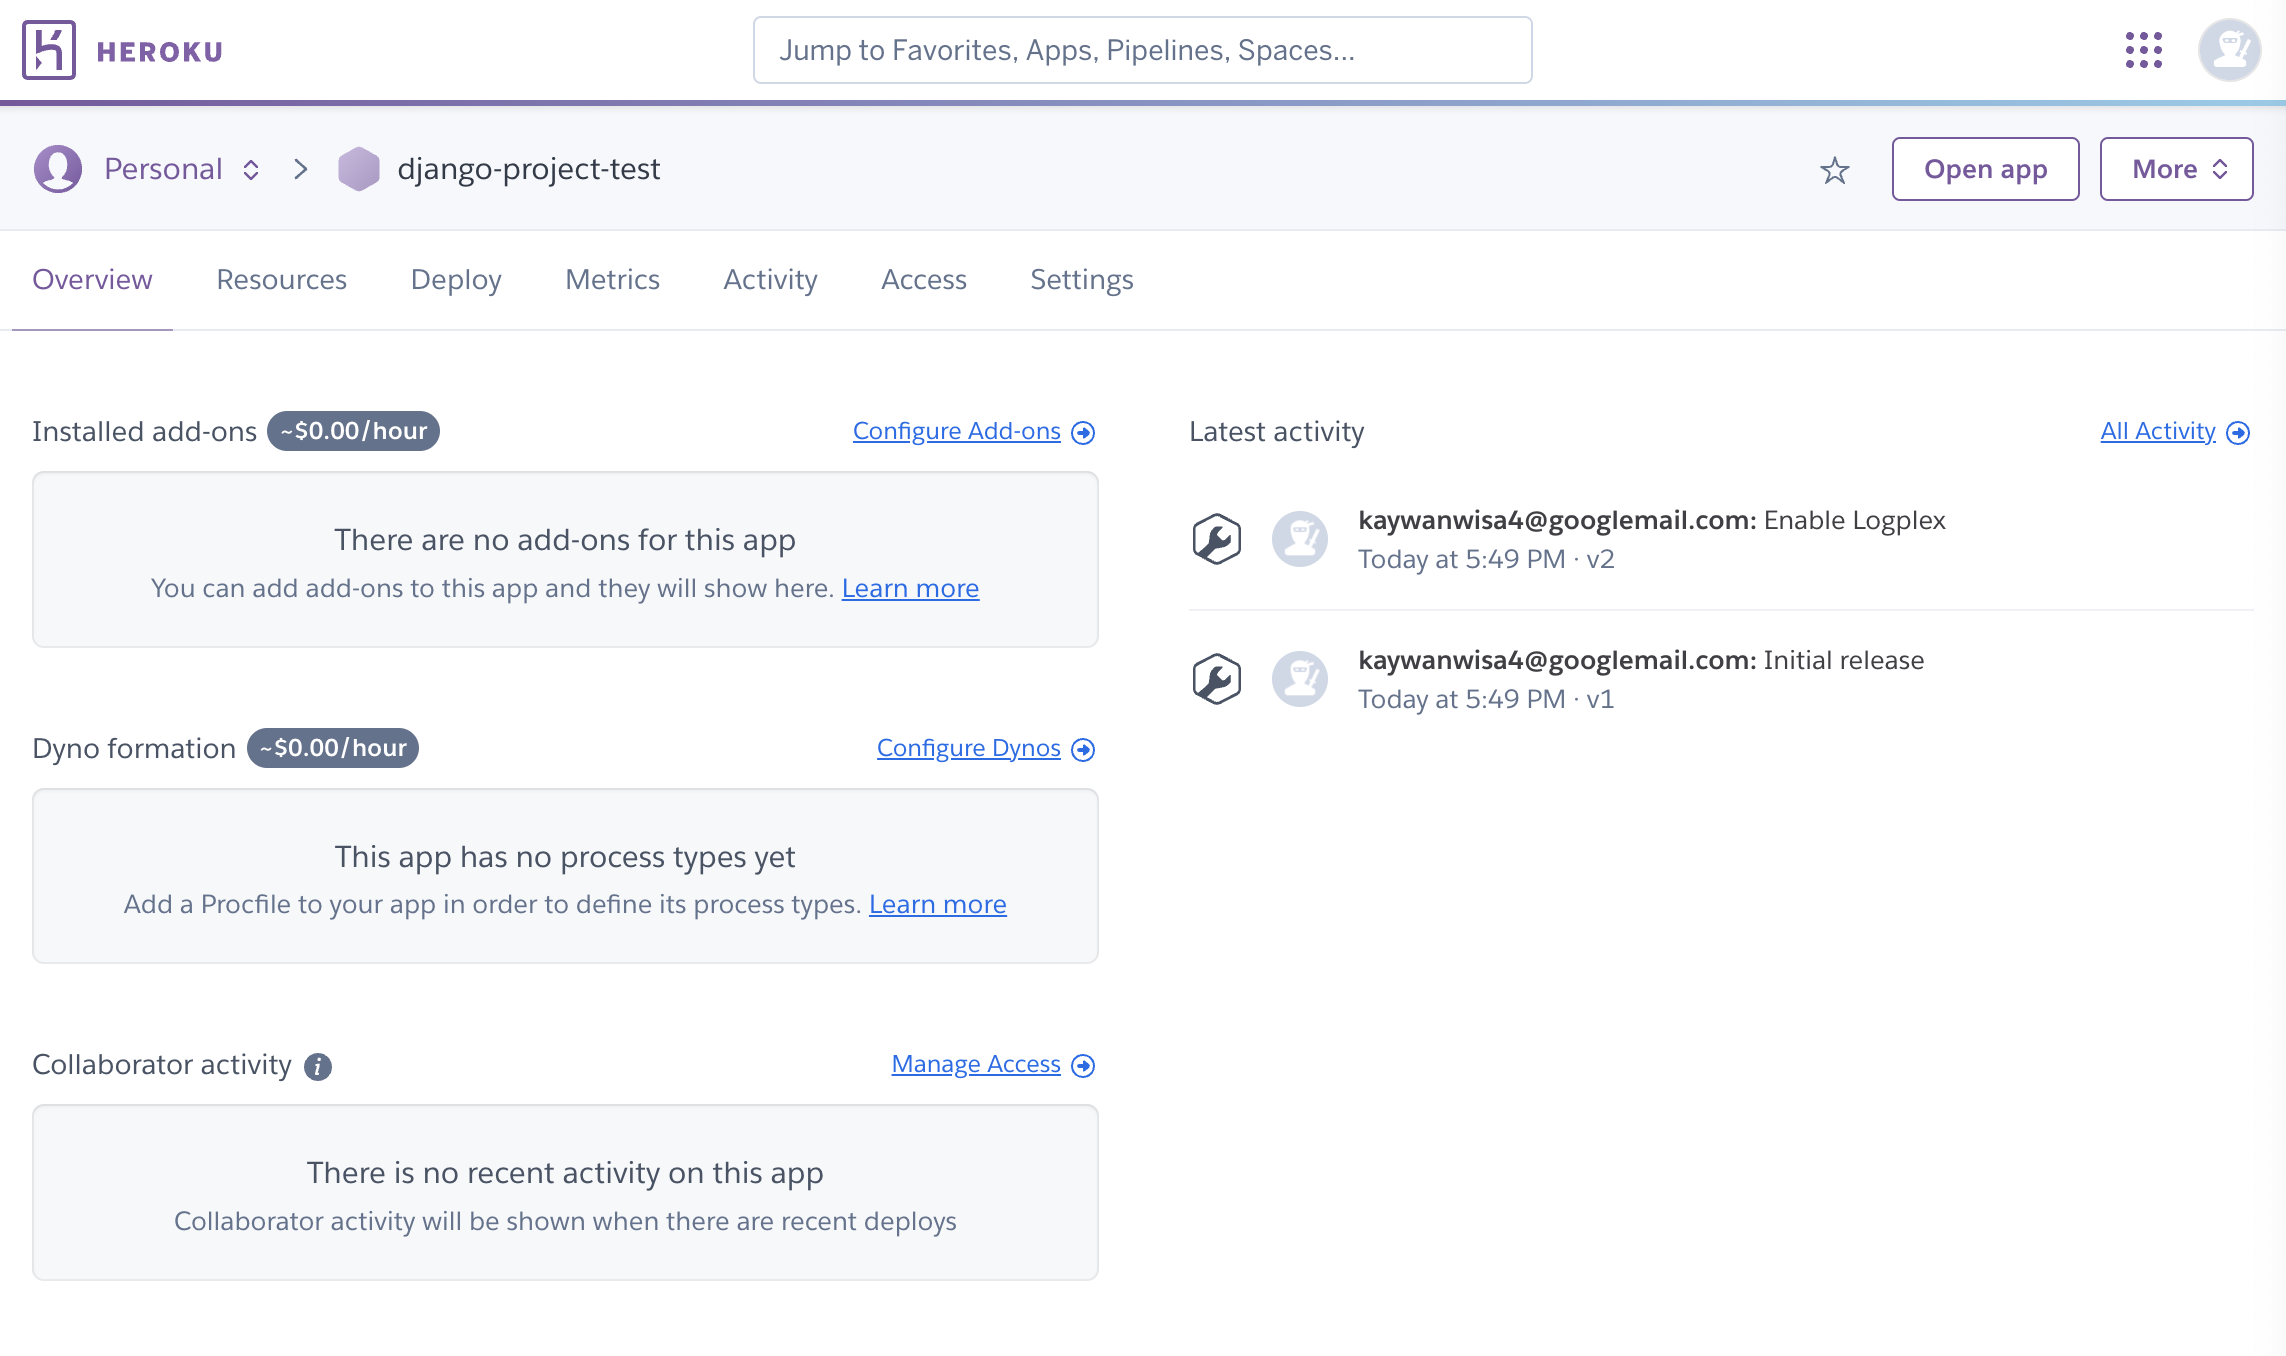 HEROKU
Jump to Favorites, Apps, Pipelines, Spaces...
Personal
django-project-test
Open app
More
Overview
Resources
Deploy
Metrics
Activity
Access
Settings
Installed add-ons
~$0.00/hour
Configure Add-ons
There are no add-ons for this app
You can add add-ons to this app and they will show here. Learn more
Dyno formation
~$0.00/hour
Configure Dynos
This app has no process types yet
Add a Procfile to your app in order to define its process types. Learn more
Collaborator activity
i
Manage Access
There is no recent activity on this app
Collaborator activity will be shown when there are recent deploys
Latest activity
All Activity
kaywanwisa4@googlemail.com: Enable Logplex
Today at 5:49 PM · v2
kaywanwisa4@googlemail.com: Initial release
Today at 5:49 PM · v1